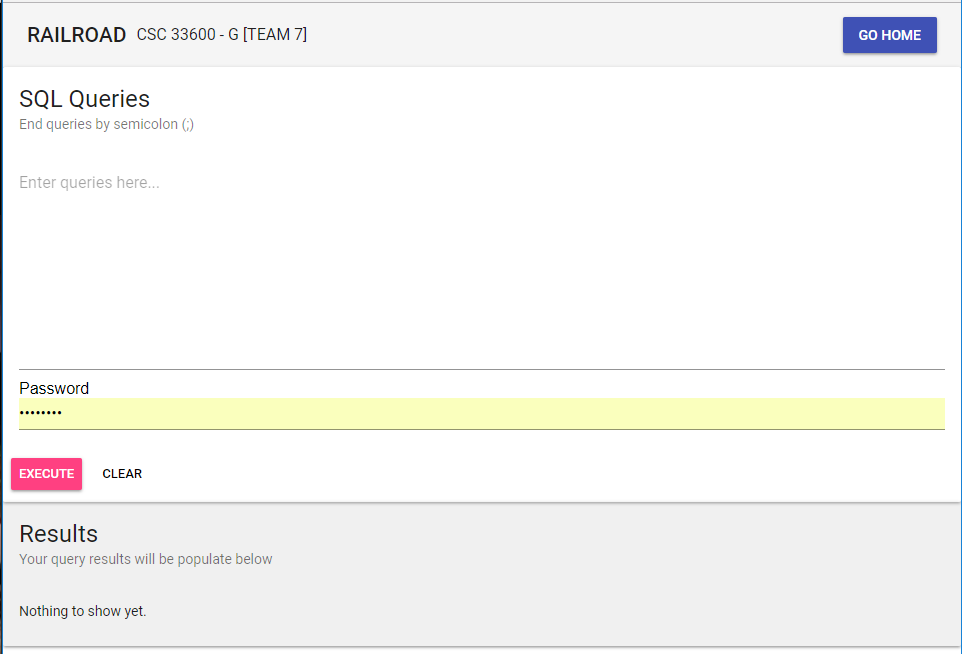 RAILROAD CSC 33600 - G [TEAM 7] GO HOME
SQL Queries
End queries by semicolon (;)
Enter queries here...
Password
••••••••
EXECUTE CLEAR
Results
Your query results will be populate below
Nothing to show yet.